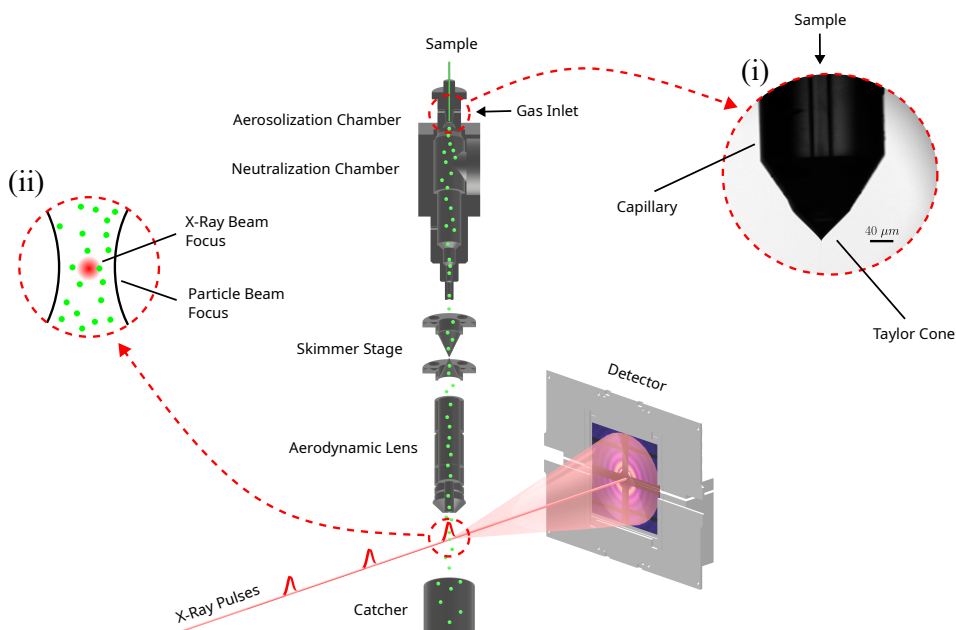 Sample
Sample
(i)
Gas Inlet
Aerosolization Chamber
Neutralization Chamber
(ii)
X-Ray Beam
Focus
Capillary
40 μm
Particle Beam
Focus
Taylor Cone
Skimmer Stage
Detector
Aerodynamic Lens
X-Ray Pulses
Catcher